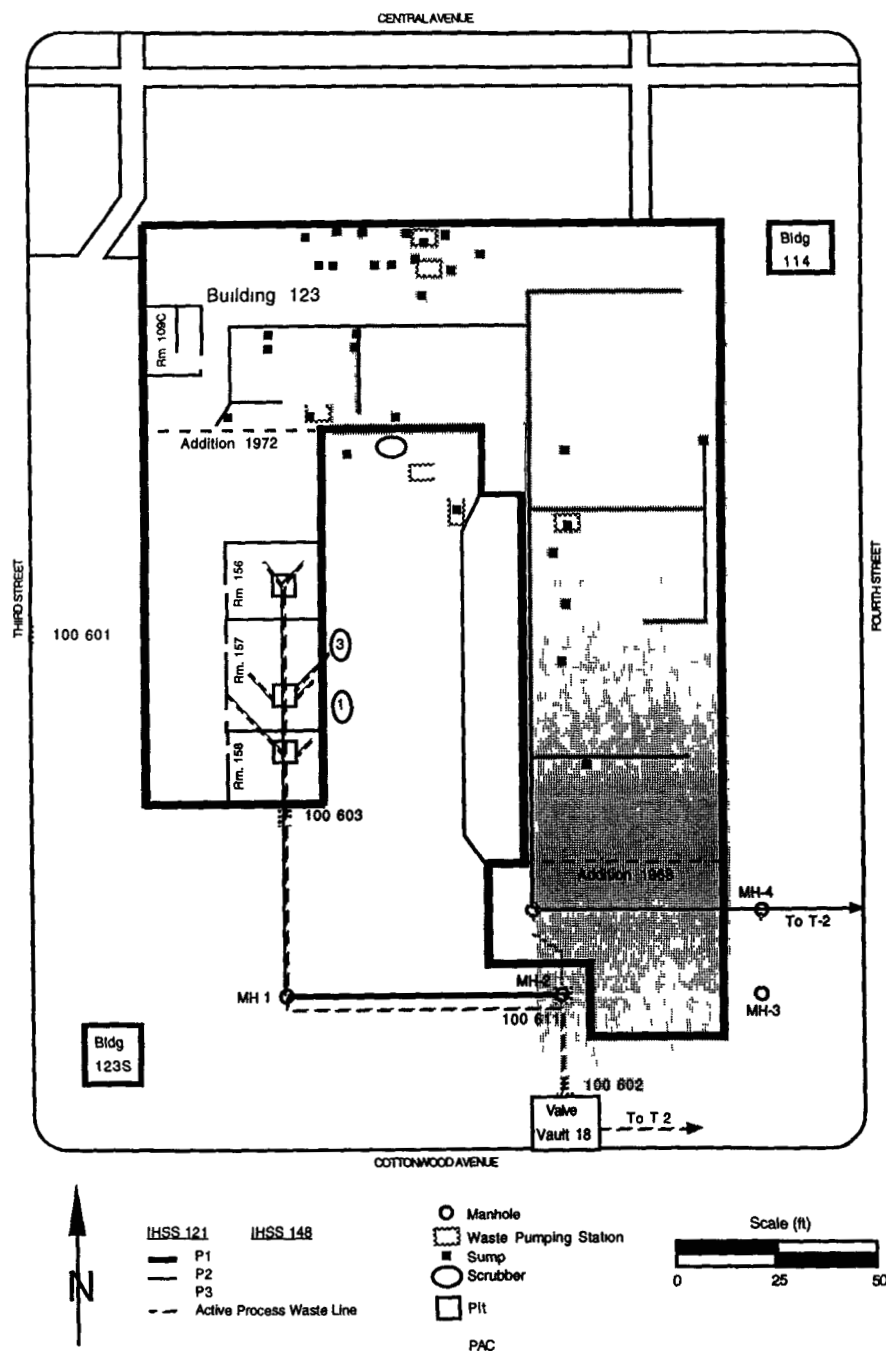 CENTRAL AVENUE
Bldg
114
Building 123
Rm 109C
Addition 1972
THIRD STREET
FOURTH STREET
Rm 156
100 601
3
Rm. 157
1
Rm. 158
100 603
Addition 1968
MH-4
To T-2
MH 1
MH-2
MH-3
100 611
Bldg
123S
100 602
Valve
Vault 18
To T 2
COTTONWOOD AVENUE
N
IHSS 121 IHSS 148
P1
P2
P3
Active Process Waste Line
Manhole
Waste Pumping Station
Sump
Scrubber
Pit
PAC
Scale (ft)
0 25 50